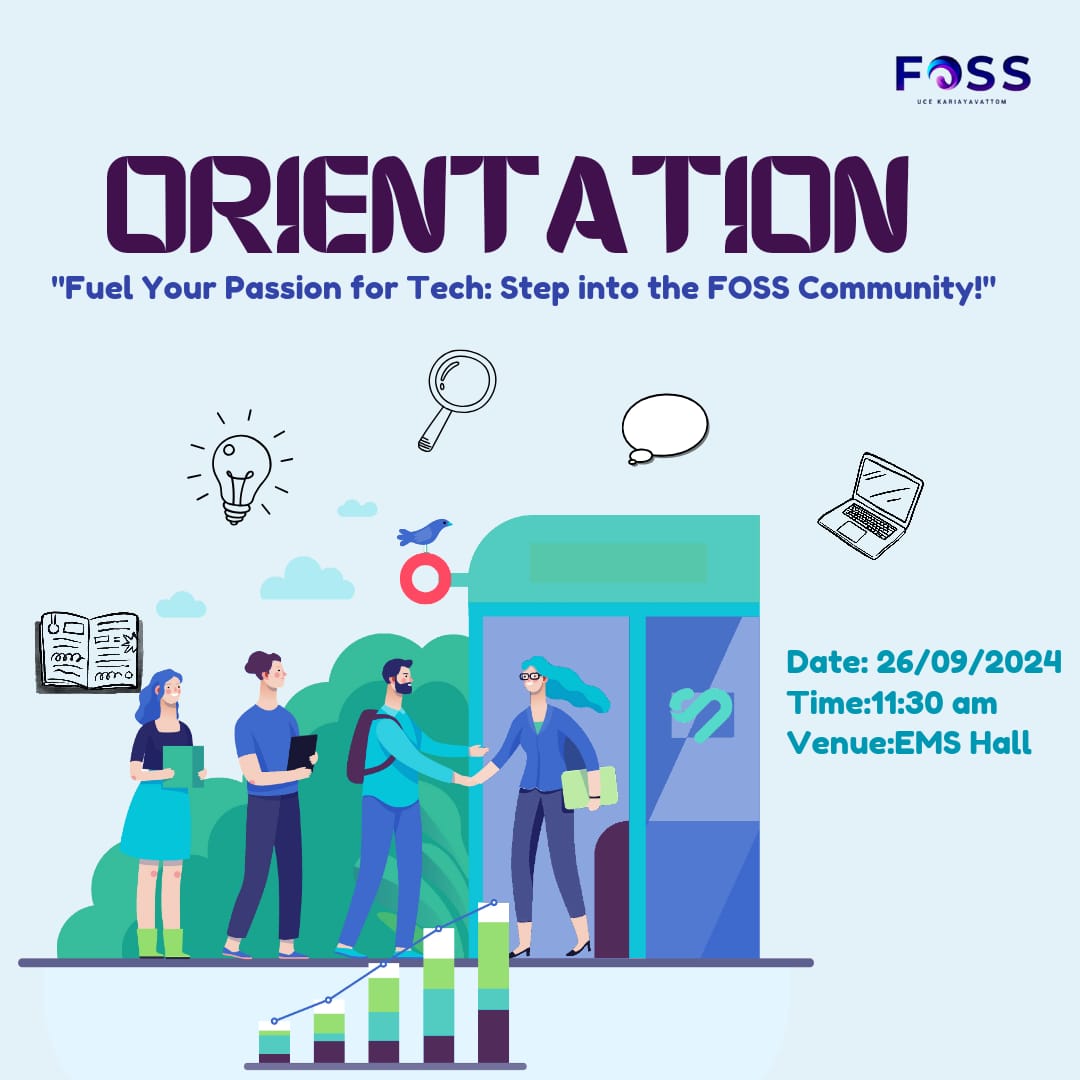 FOSS
UCE KARIAYAVATTOM
ORIENTATION
"Fuel Your Passion for Tech: Step into the FOSS Community!"
Date: 26/09/2024
Time:11:30 am
Venue:EMS Hall